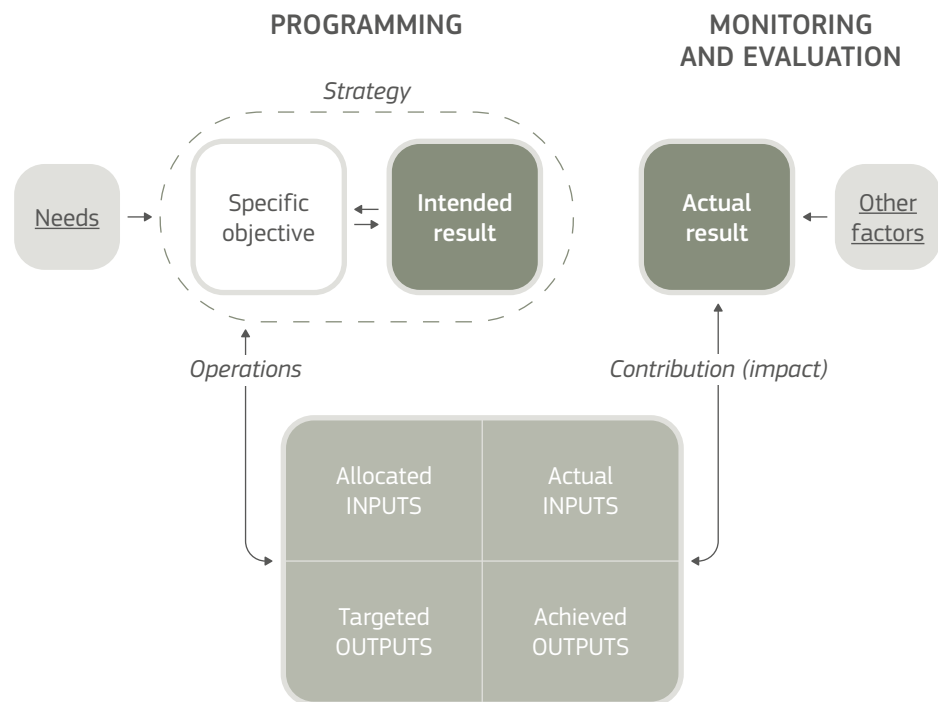 PROGRAMMING
MONITORING
AND EVALUATION
Strategy
Needs
Specific
objective
Intended
result
Actual
result
Other
factors
Operations
Contribution (impact)
Allocated
INPUTS
Actual
INPUTS
Targeted
OUTPUTS
Achieved
OUTPUTS